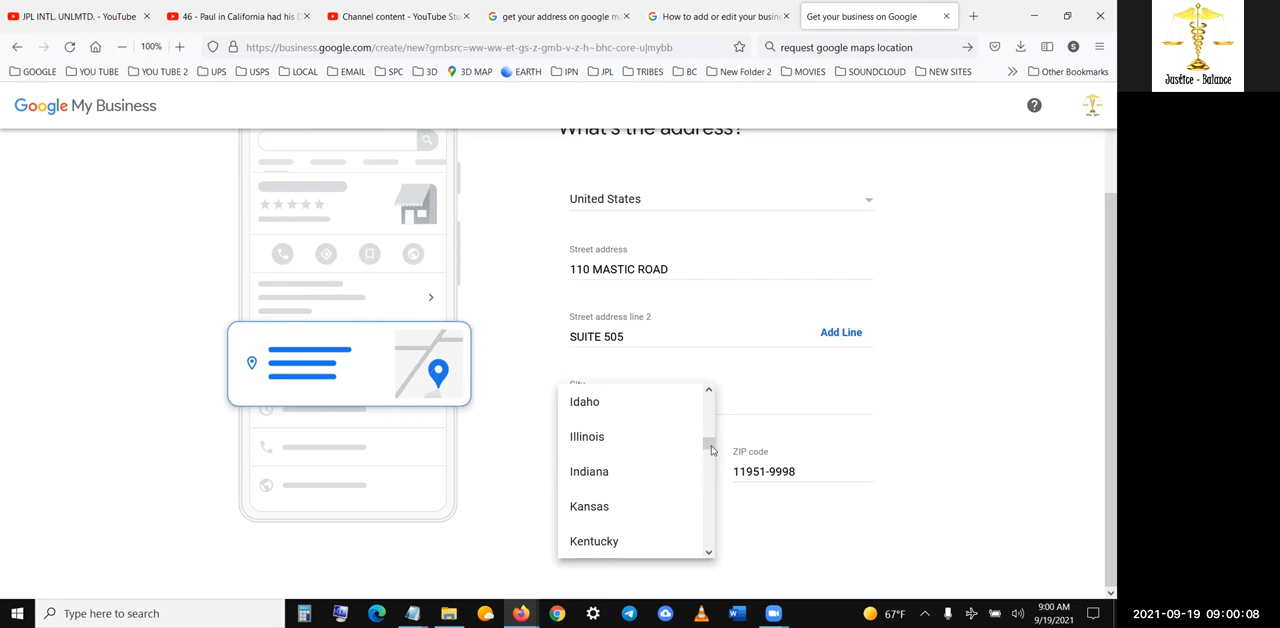 JPL INTL. UNLMTD. - YouTube
46 - Paul in California had his D
Channel content - YouTube Stu
get your address on google m
How to add or edit your busin
Get your business on Google
100%
https://business.google.com/create/new?gmbsrc=ww-ww-et-gs-z-gmb-v-z-h~bhc-core-u|mybb
request google maps location
GOOGLE YOU TUBE YOU TUBE 2 UPS USPS LOCAL EMAIL SPC 3D 3D MAP EARTH IPN JPL TRIBES BC New Folder 2 MOVIES SOUNDCLOUD NEW SITES Other Bookmarks
Justice - Balance
Google My Business
What's the address?
United States
Street address
110 MASTIC ROAD
Street address line 2
SUITE 505
Add Line
City
Idaho
Illinois
Indiana
Kansas
Kentucky
ZIP code
11951-9998
Type here to search
67°F
9:00 AM
9/19/2021
2021-09-19 09:00:08